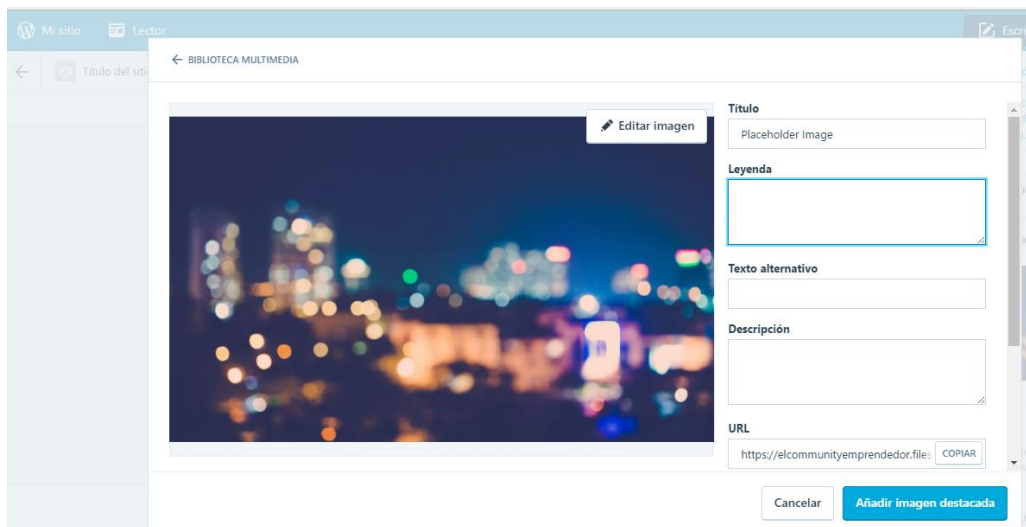 Mi sitio
Lector
Escri
Título del siti
BIBLIOTECA MULTIMEDIA
Editar imagen
Título
Placeholder Image
Leyenda
Texto alternativo
Descripción
URL
https://elcommunityemprendedor.files
COPIAR
Cancelar
Añadir imagen destacada